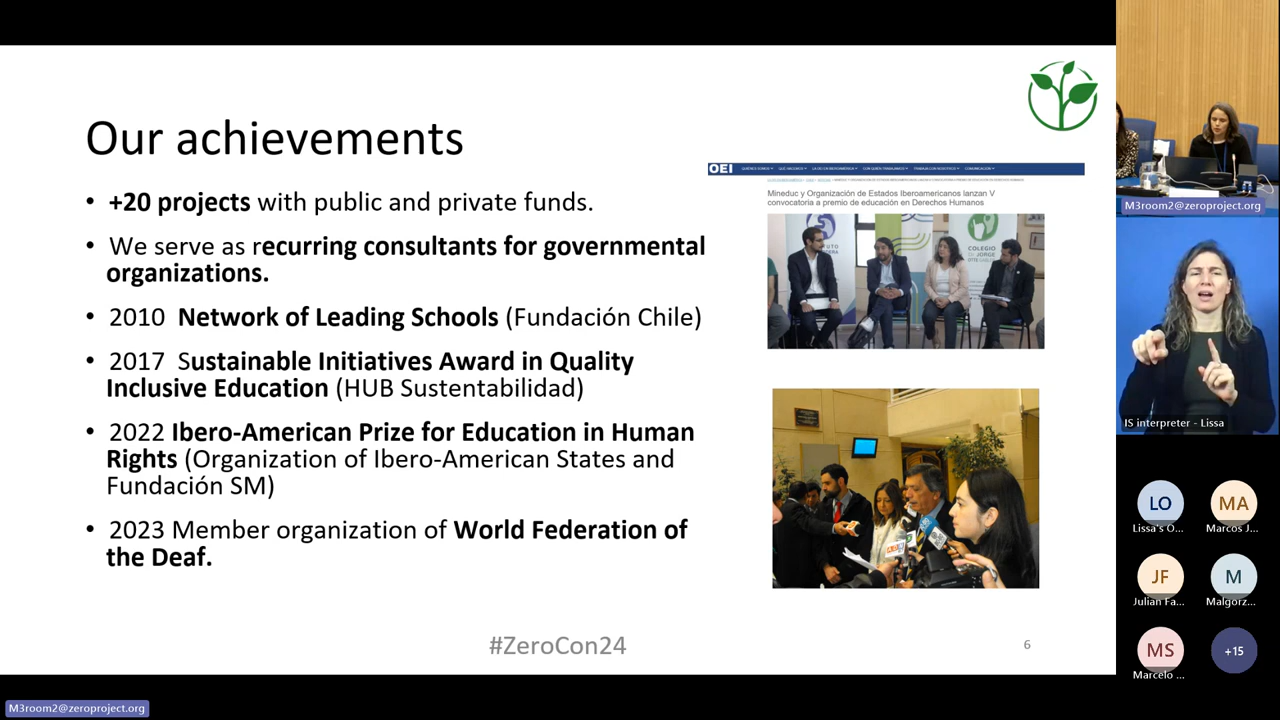 Our achievements
• +20 projects with public and private funds.
• We serve as recurring consultants for governmental
organizations.
• 2010 Network of Leading Schools (Fundación Chile)
• 2017 Sustainable Initiatives Award in Quality
Inclusive Education (HUB Sustentabilidad)
• 2022 Ibero-American Prize for Education in Human
Rights (Organization of Ibero-American States and
Fundación SM)
• 2023 Member organization of World Federation of
the Deaf.
OEI
Mineduc y Organización de Estados Iberoamericanos lanzan V
convocatoria a premio de educación en Derechos Humanos
COLEGIO
#ZeroCon24
6
M3room2@zeroproject.org
IS interpreter - Lissa
LO
Lissa's O...
MA
Marcos J...
JF
Julian Fa...
M
Malgorz...
MS
Marcelo ...
+15
M3room2@zeroproject.org